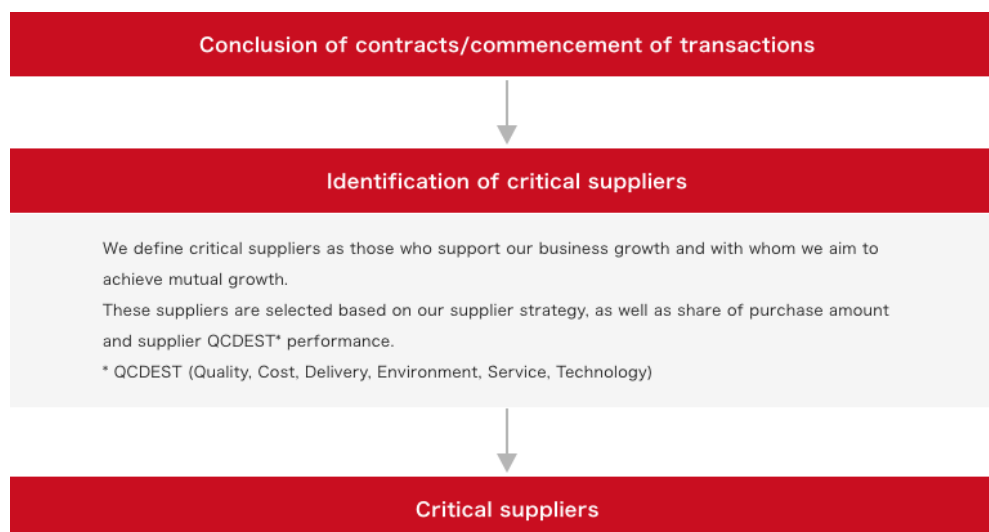 Conclusion of contracts/commencement of transactions
Identification of critical suppliers
We define critical suppliers as those who support our business growth and with whom we aim to
achieve mutual growth.
These suppliers are selected based on our supplier strategy, as well as share of purchase amount
and supplier QCDEST* performance.
* QCDEST (Quality, Cost, Delivery, Environment, Service, Technology)
Critical suppliers